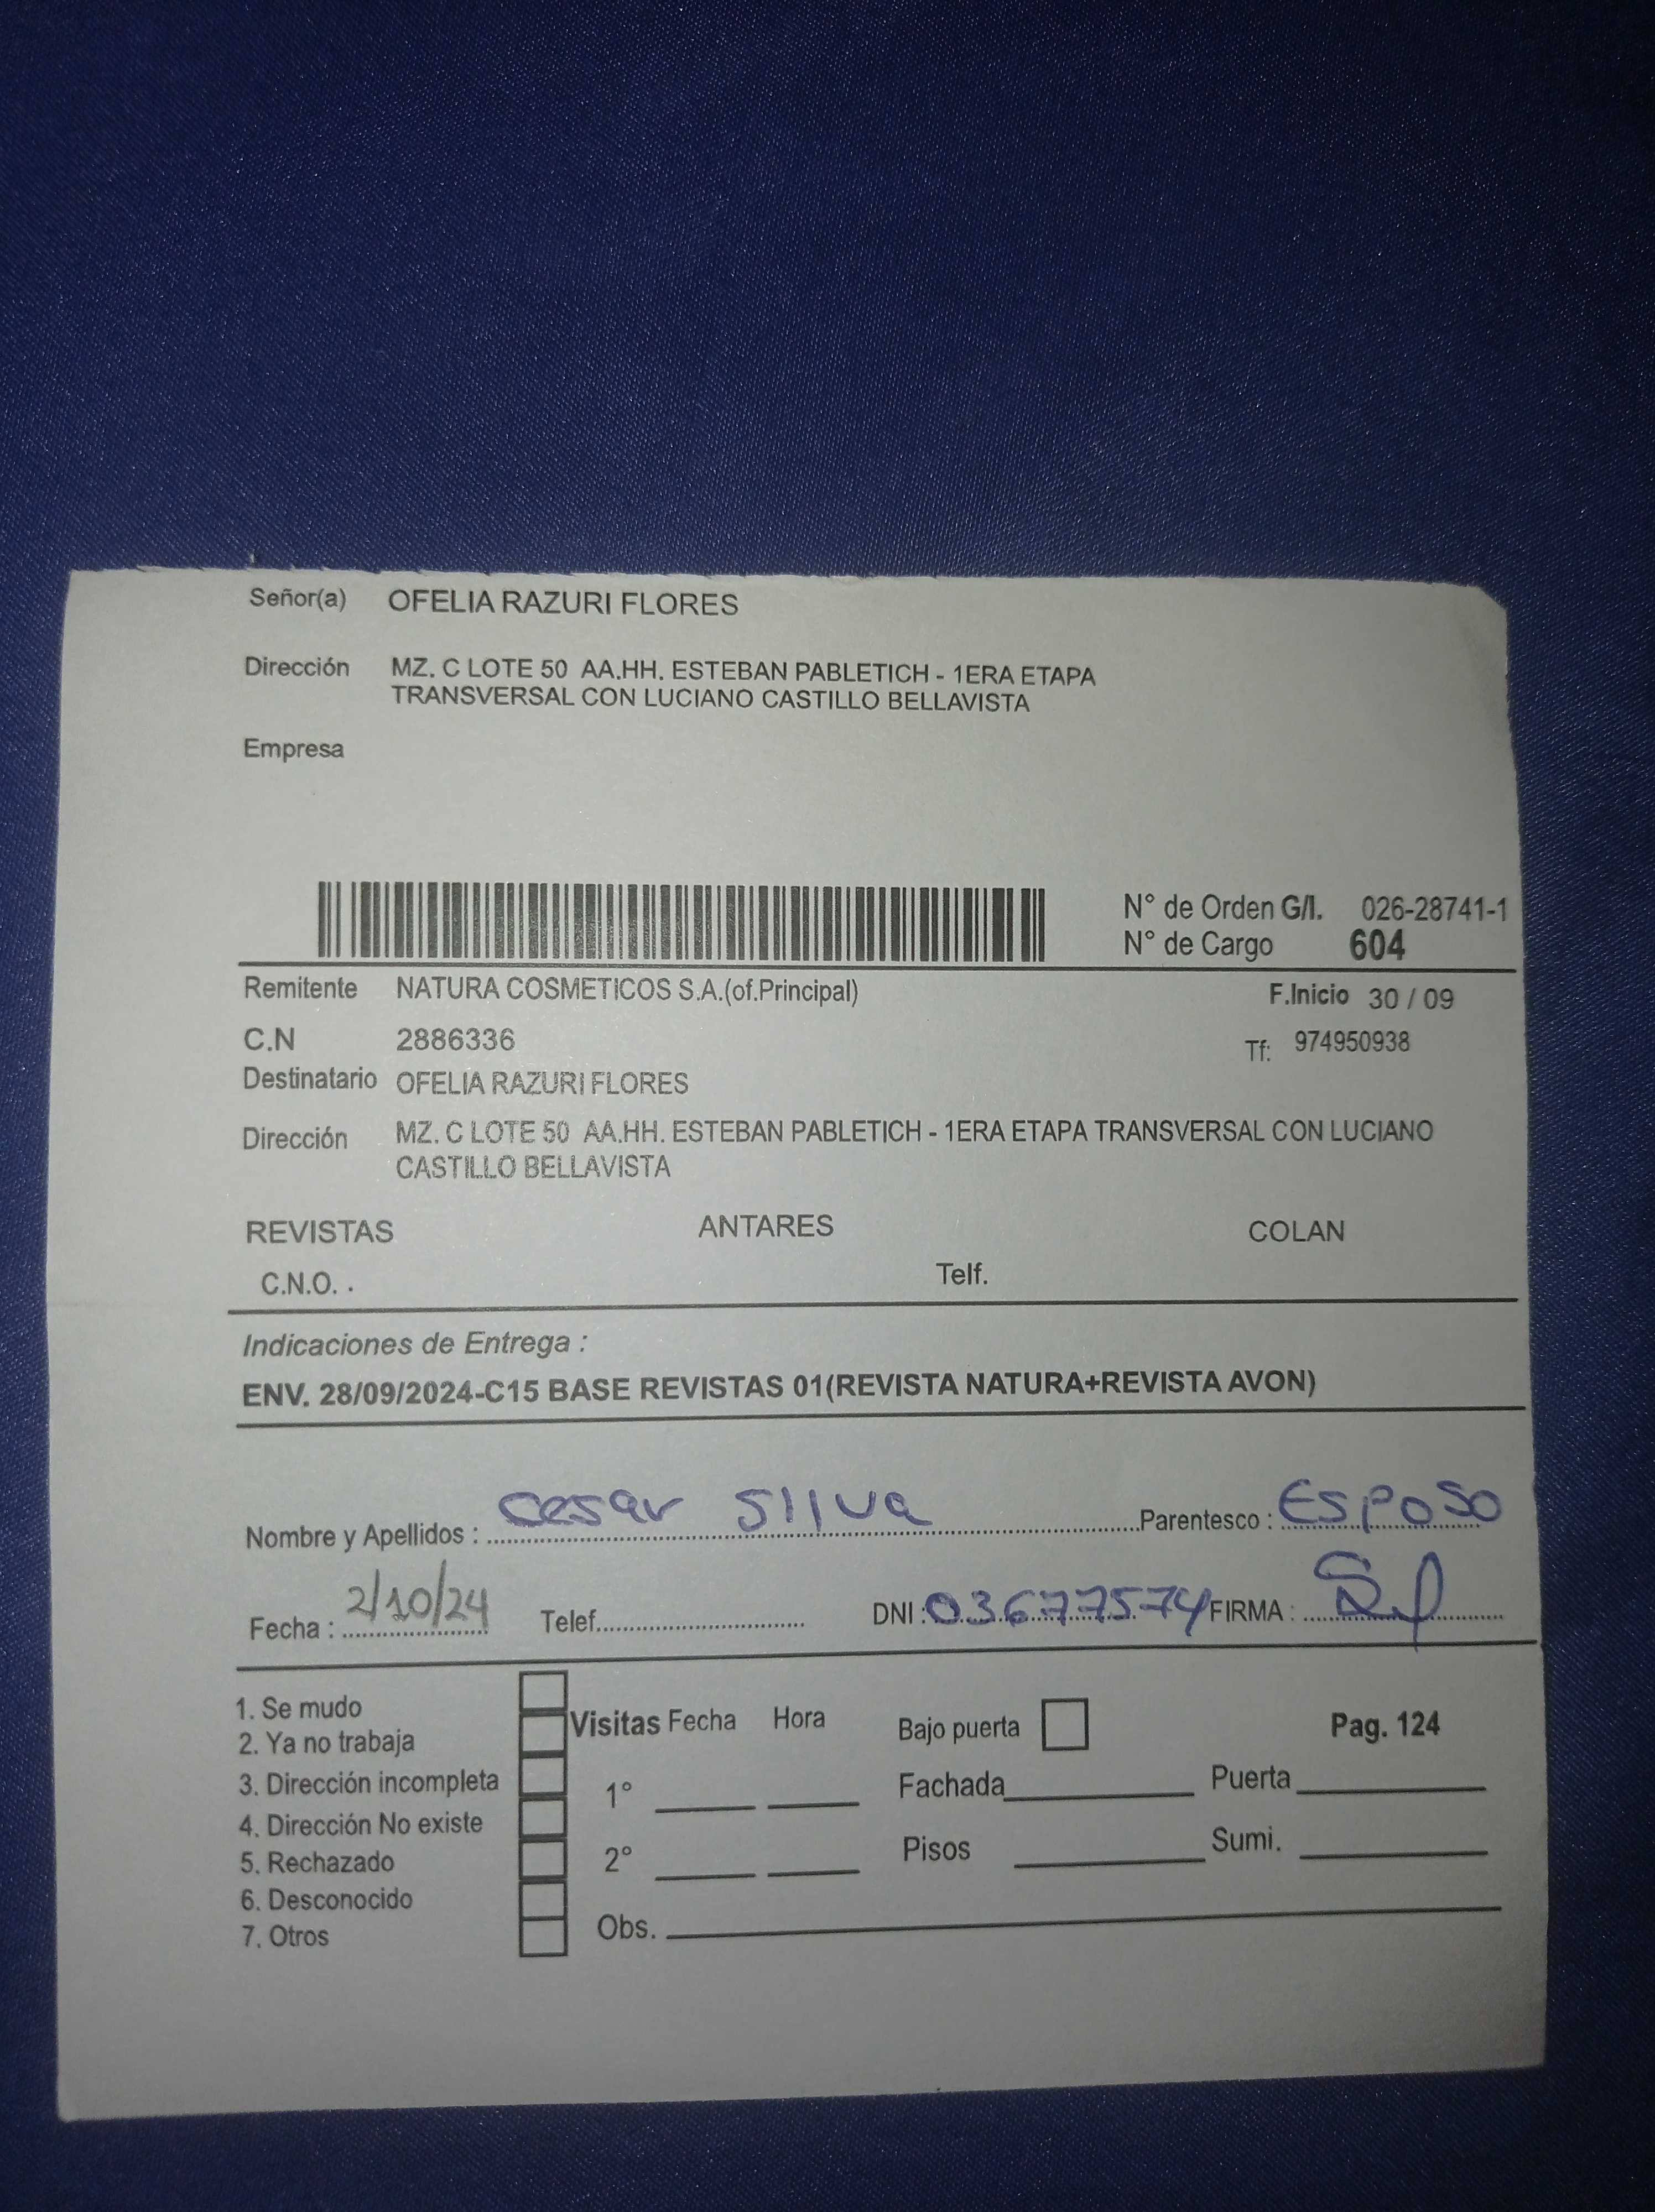 Señor(a) OFELIA RAZURI FLORES
Dirección MZ. C LOTE 50 AA.HH. ESTEBAN PABLETICH - 1ERA ETAPA
TRANSVERSAL CON LUCIANO CASTILLO BELLAVISTA
Empresa
N° de Orden G/I. 026-28741-1
N° de Cargo 604
Remitente NATURA COSMETICOS S.A.(of.Principal) F.Inicio 30 / 09
C.N 2886336 Tf: 974950938
Destinatario OFELIA RAZURI FLORES
Dirección MZ. C LOTE 50 AA.HH. ESTEBAN PABLETICH - 1ERA ETAPA TRANSVERSAL CON LUCIANO
CASTILLO BELLAVISTA
REVISTAS ANTARES COLAN
C.N.O. . Telf.
Indicaciones de Entrega :
ENV. 28/09/2024-C15 BASE REVISTAS 01(REVISTA NATURA+REVISTA AVON)
Nombre y Apellidos : Cesar Silva Parentesco : ESPOSO
Fecha : 2/10/24 Telef. DNI : 03677574 FIRMA :
1. Se mudo
2. Ya no trabaja
3. Dirección incompleta
4. Dirección No existe
5. Rechazado
6. Desconocido
7. Otros
Visitas Fecha Hora Bajo puerta Pag. 124
1° Fachada Puerta
2° Pisos Sumi.
Obs.